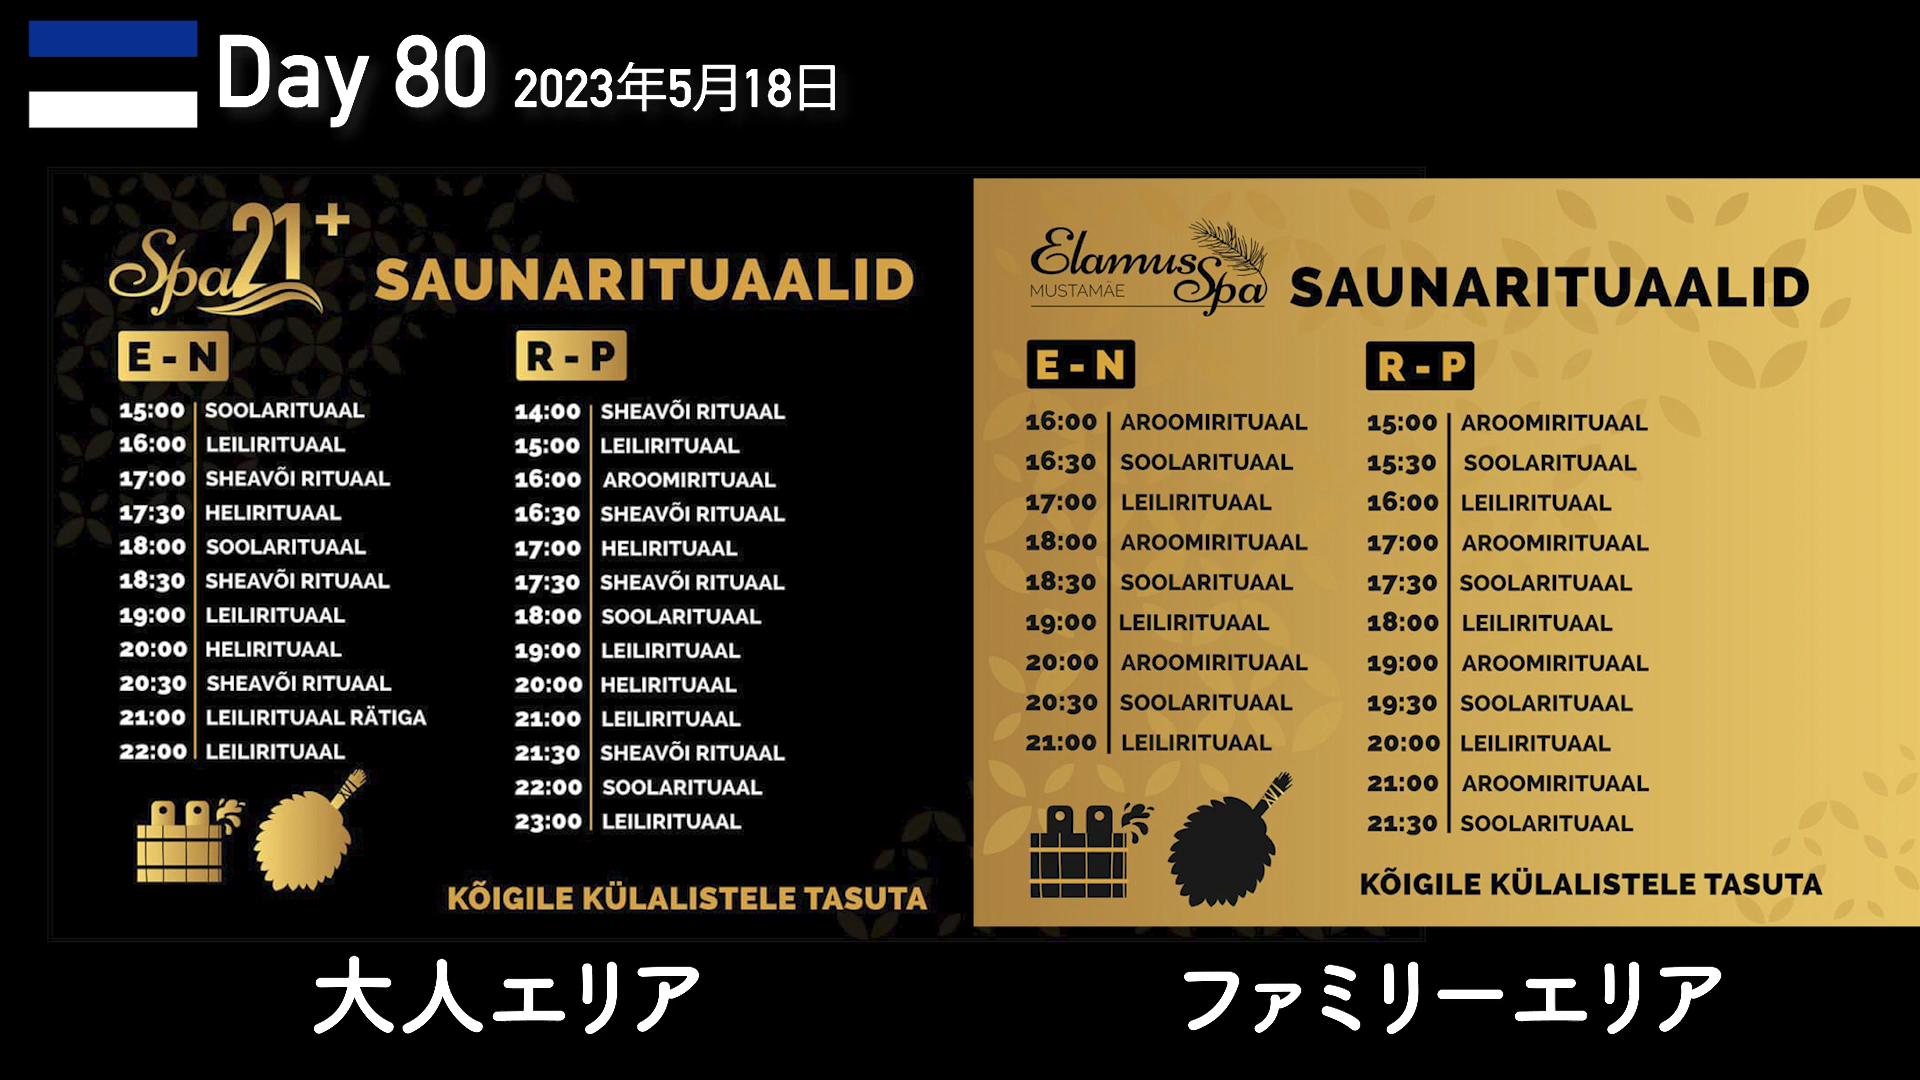 Day 80 2023年5月18日
Spa 21+ SAUNARITUAALID
E - N
15:00 SOOLARITUAAL
16:00 LEILIRITUAAL
17:00 SHEAVÕI RITUAAL
17:30 HELIRITUAAL
18:00 SOOLARITUAAL
18:30 SHEAVÕI RITUAAL
19:00 LEILIRITUAAL
20:00 HELIRITUAAL
20:30 SHEAVÕI RITUAAL
21:00 LEILIRITUAAL RÄTIGA
22:00 LEILIRITUAAL
R - P
14:00 SHEAVÕI RITUAAL
15:00 LEILIRITUAAL
16:00 AROOMIRITUAAL
16:30 SHEAVÕI RITUAAL
17:00 HELIRITUAAL
17:30 SHEAVÕI RITUAAL
18:00 SOOLARITUAAL
19:00 LEILIRITUAAL
20:00 HELIRITUAAL
21:00 LEILIRITUAAL
21:30 SHEAVÕI RITUAAL
22:00 SOOLARITUAAL
23:00 LEILIRITUAAL
KÕIGILE KÜLALISTELE TASUTA
Elamus Spa
MUSTAMÄE
SAUNARITUAALID
E - N
16:00 AROOMIRITUAAL
16:30 SOOLARITUAAL
17:00 LEILIRITUAAL
18:00 AROOMIRITUAAL
18:30 SOOLARITUAAL
19:00 LEILIRITUAAL
20:00 AROOMIRITUAAL
20:30 SOOLARITUAAL
21:00 LEILIRITUAAL
R - P
15:00 AROOMIRITUAAL
15:30 SOOLARITUAAL
16:00 LEILIRITUAAL
17:00 AROOMIRITUAAL
17:30 SOOLARITUAAL
18:00 LEILIRITUAAL
19:00 AROOMIRITUAAL
19:30 SOOLARITUAAL
20:00 LEILIRITUAAL
21:00 AROOMIRITUAAL
21:30 SOOLARITUAAL
KÕIGILE KÜLALISTELE TASUTA
大人エリア
ファミリーエリア